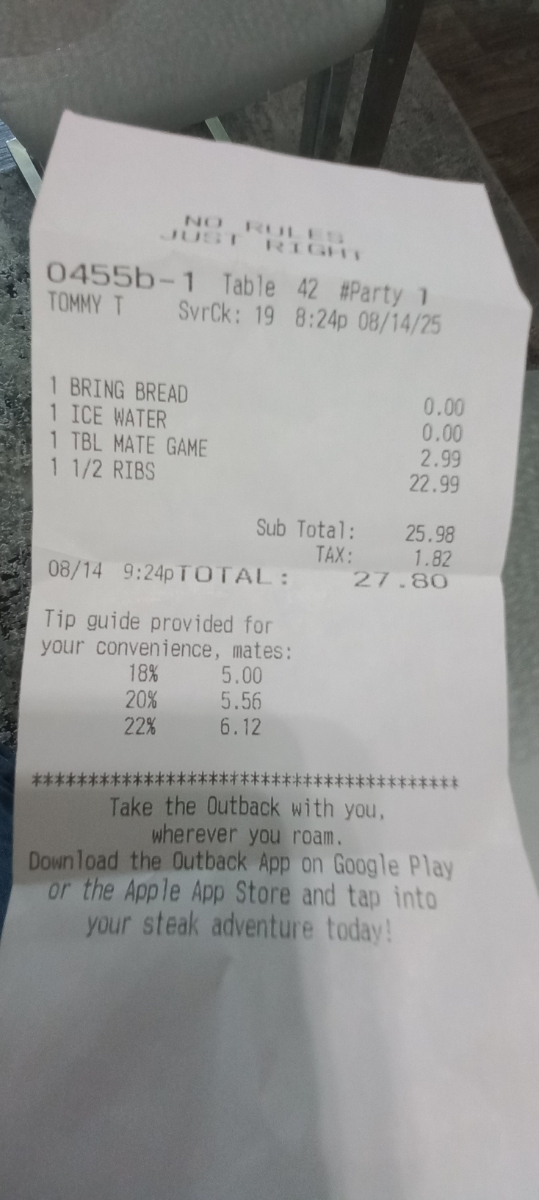 NO RULES
JUST RIGHT
0455b-1 Table 42 #Party 1
TOMMY T SvrCk: 19 8:24p 08/14/25
1 BRING BREAD 0.00
1 ICE WATER 0.00
1 TBL MATE GAME 2.99
1 1/2 RIBS 22.99
Sub Total: 25.98
TAX: 1.82
08/14 9:24pTOTAL: 27.80
Tip guide provided for
your convenience, mates:
18% 5.00
20% 5.56
22% 6.12
****************************************
Take the Outback with you,
wherever you roam.
Download the Outback App on Google Play
or the Apple App Store and tap into
your steak adventure today!